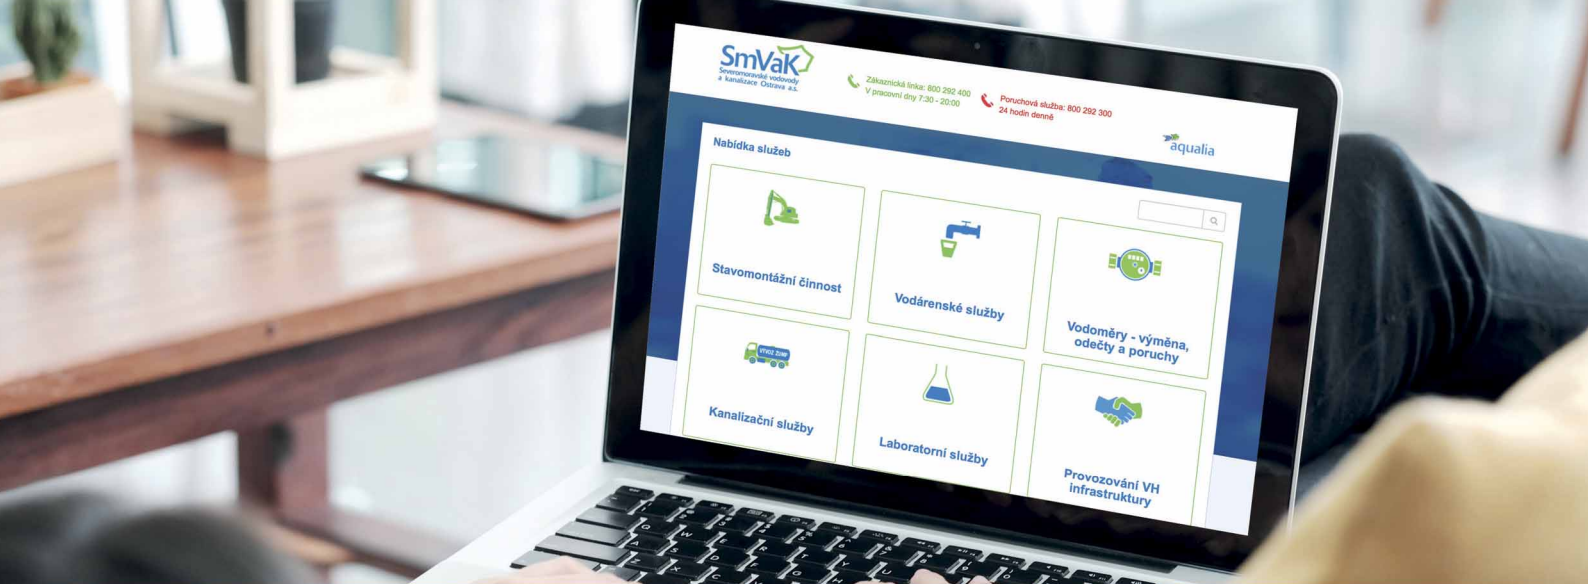 SmVaK
Severomoravské vodovody
a kanalizace Ostrava a.s.
Zákaznická linka: 800 292 400
V pracovní dny 7:30 - 20:00
Poruchová služba: 800 292 300
24 hodin denně
aqualia
Nabídka služeb
Stavomontážní činnost
Vodárenské služby
Vodoměry - výměna,
odečty a poruchy
VÝVOZ ŽUMP
Kanalizační služby
Laboratorní služby
Provozování VH
infrastruktury